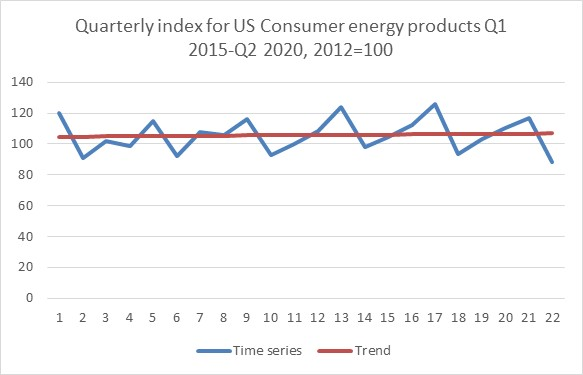 Quarterly index for US Consumer energy products Q1
2015-Q2 2020, 2012=100
140
120
100
80
60
40
20
0
1 2 3 4 5 6 7 8 9 10 11 12 13 14 15 16 17 18 19 20 21 22
Time series Trend